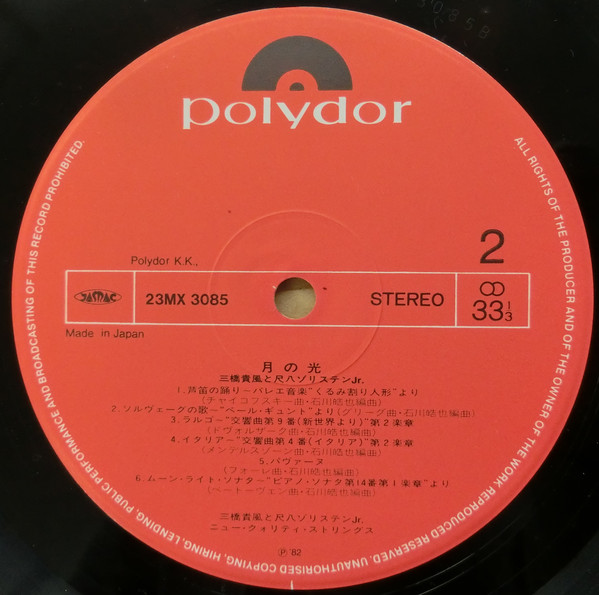 polydor
ALL RIGHTS OF THE PRODUCER AND OF THE OWNER OF THE WORK REPRODUCED RESERVED. UNAUTHORISED COPYING, HIRING, LENDING, PUBLIC PERFORMANCE AND BROADCASTING OF THIS RECORD PROHIBITED.
Polydor K.K.,
2
JASRAC
23MX 3085
STEREO
33 1/3
Made in Japan
月の光
三橋貴風と尺八ゾリステンJr.
1.芦笛の踊り−バレエ音楽“くるみ割り人形”より
(チャイコフスキー曲・石川皓也編曲)
2.ソルヴェーグの歌−“ペール・ギュント”より(グリーグ曲・石川皓也編曲)
3.ラルゴ−“交響曲第9番(新世界より)”第2楽章
(ドヴォルザーク曲・石川皓也編曲)
4.イタリアー“交響曲第4番(イタリア)”第2楽章
(メンデルスゾーン曲・石川皓也編曲)
5.パヴァーヌ
(フォーレ曲・石川皓也編曲)
6.ムーン・ライト・ソナター“ピアノ・ソナタ第14番第1楽章”より
(ベートーヴェン曲・石川皓也編曲)
三橋貴風と尺八ゾリステンJr.
ニュー・クォリティ・ストリングス
Ⓟ 82